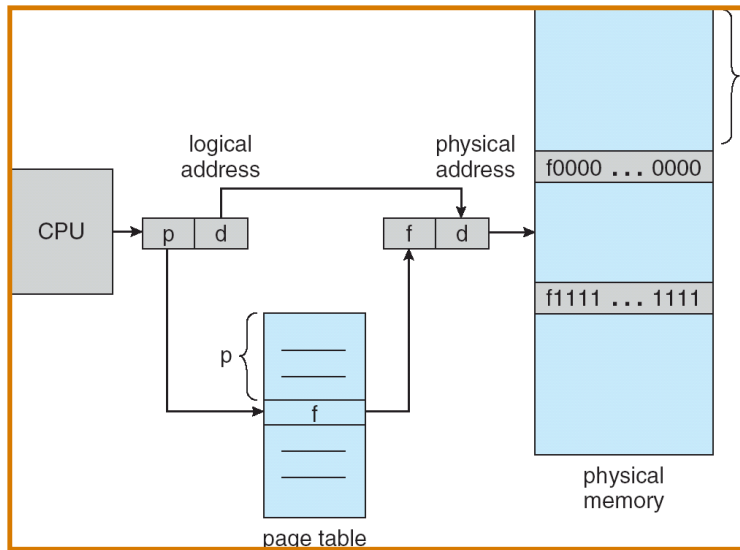 logical
address
physical
address
f0000 ... 0000
CPU
p d
f d
f1111 ... 1111
p
f
physical
memory
page table